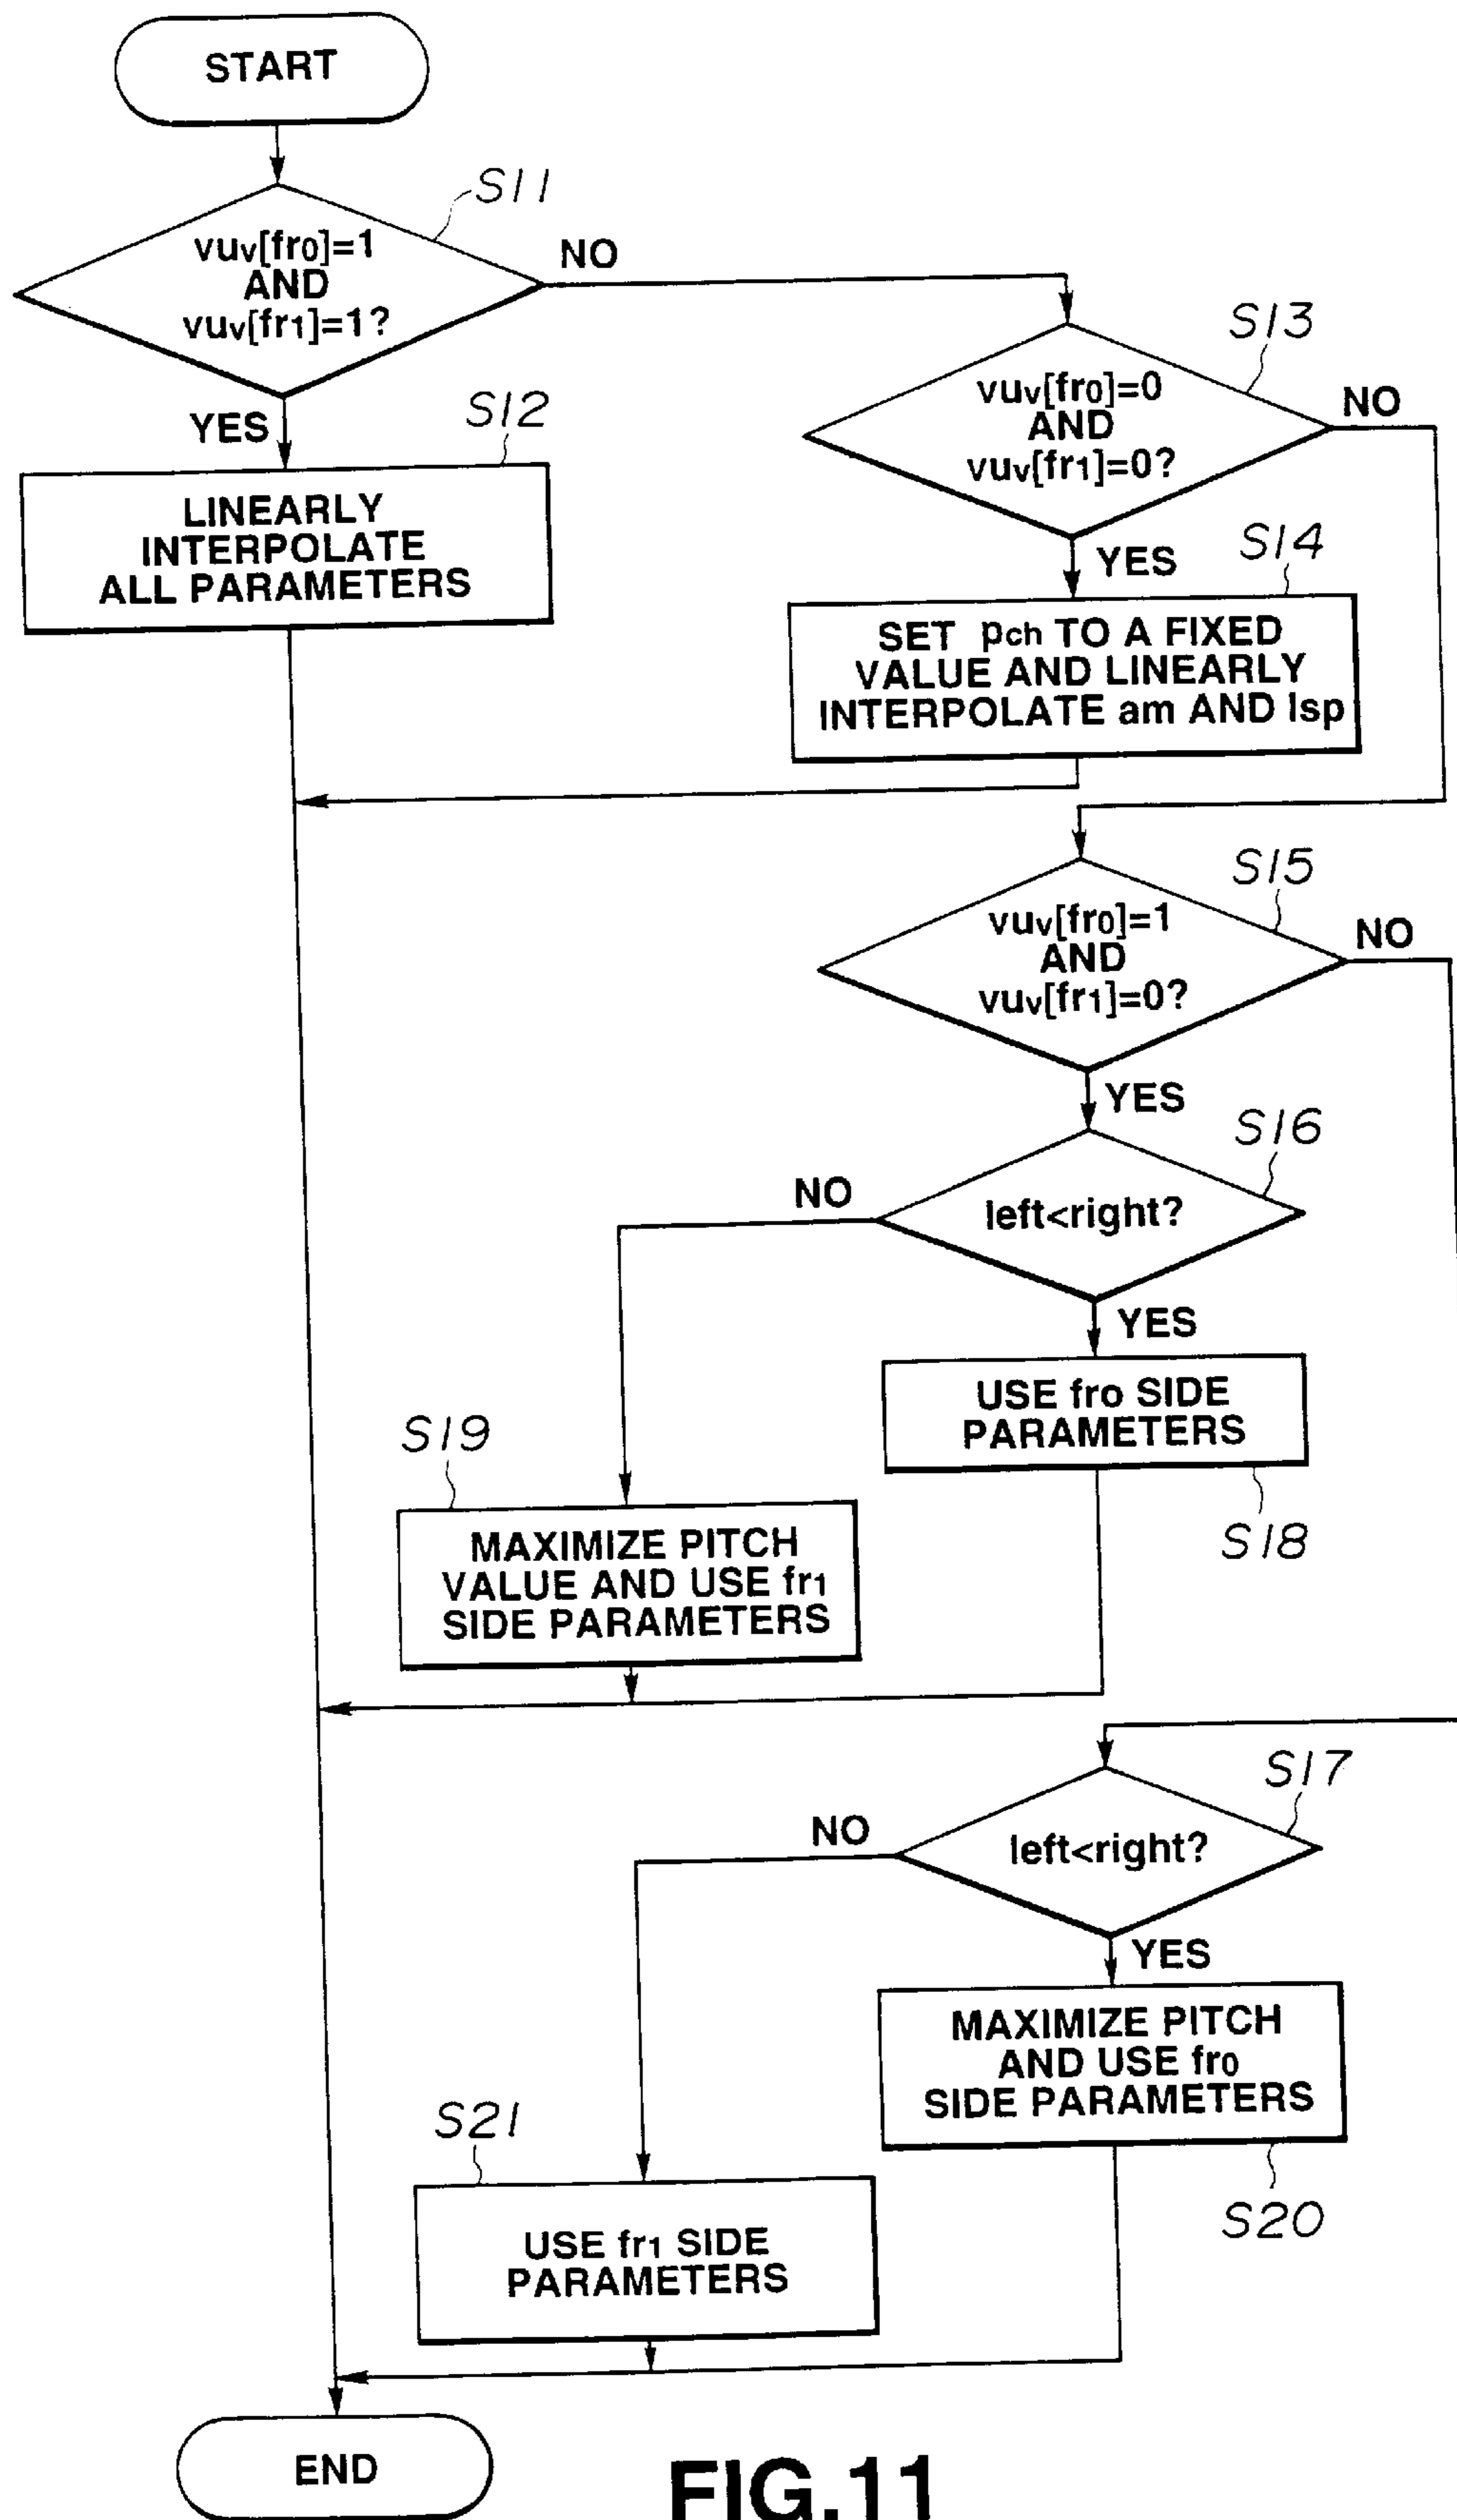 START
S11
vuv[fr0]=1
AND
vuv[fr1]=1?
NO
YES
S12
LINEARLY
INTERPOLATE
ALL PARAMETERS
S13
vuv[fr0]=0
AND
vuv[fr1]=0?
NO
YES
S14
SET pch TO A FIXED
VALUE AND LINEARLY
INTERPOLATE am AND lsp
S15
vuv[fr0]=1
AND
vuv[fr1]=0?
NO
YES
S16
left<right?
NO
YES
USE fro SIDE
PARAMETERS
S18
S19
MAXIMIZE PITCH
VALUE AND USE fr1
SIDE PARAMETERS
S17
left<right?
NO
YES
MAXIMIZE PITCH
AND USE fr0
SIDE PARAMETERS
S20
S21
USE fr1 SIDE
PARAMETERS
END
FIG.11